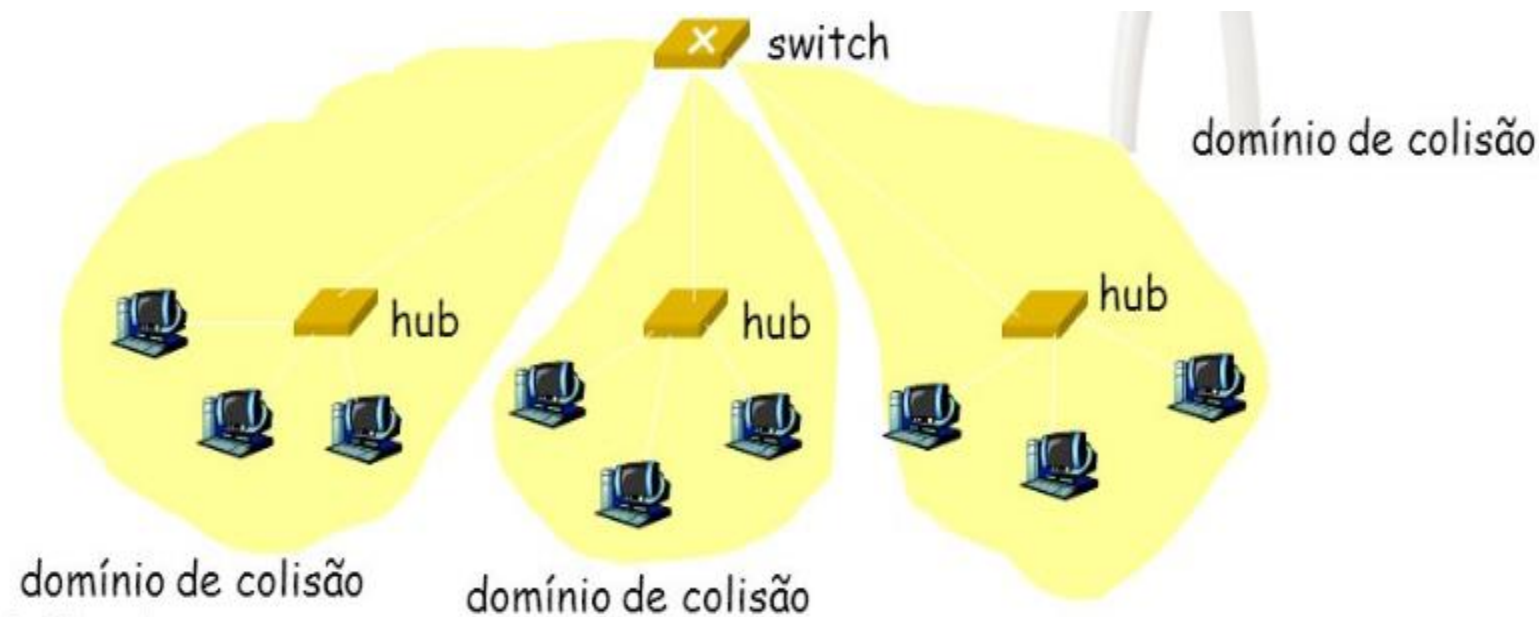 switch
domínio de colisão
hub
hub
hub
domínio de colisão
domínio de colisão